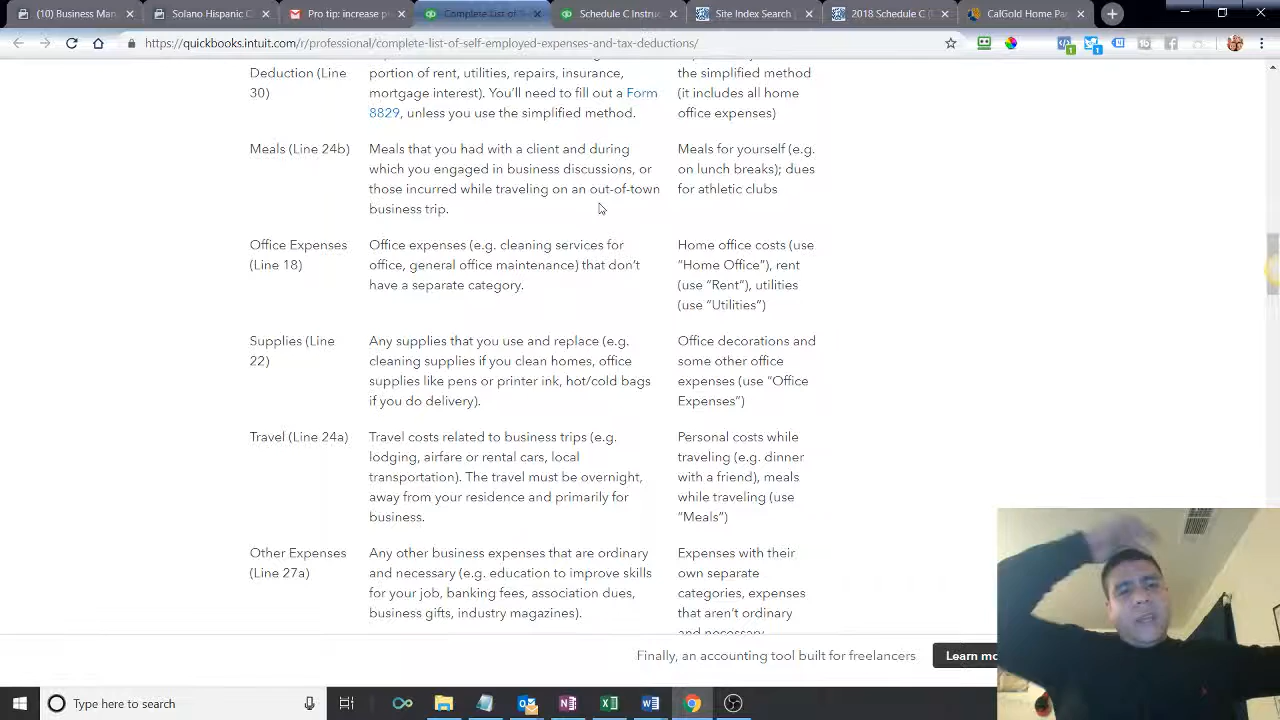 (10) Business Man
Solano Hispanic C
Pro tip: increase p
Complete List of
Schedule C Instruc
Site Index Search
2018 Schedule C (F
CalGold Home Pa
https://quickbooks.intuit.com/r/professional/complete-list-of-self-employed-expenses-and-tax-deductions/
Deduction (Line
30)
portion of rent, utilities, repairs, insurance,
mortgage interest). You'll need to fill out a Form
8829, unless you use the simplified method.
the simplified method
(it includes all home
office expenses)
Meals (Line 24b)
Meals that you had with a client and during
which you engaged in business discussions, or
those incurred while traveling on an out-of-town
business trip.
Meals for yourself (e.g.
on lunch breaks); dues
for athletic clubs
Office Expenses
(Line 18)
Office expenses (e.g. cleaning services for
office, general office maintenance) that don't
have a separate category.
Home office costs (use
"Home Office"), rent
(use "Rent"), utilities
(use "Utilities")
Supplies (Line
22)
Any supplies that you use and replace (e.g.
cleaning supplies if you clean homes, office
supplies like pens or printer ink, hot/cold bags
if you do delivery).
Office decorations and
some other office
expenses (use "Office
Expenses")
Travel (Line 24a)
Travel costs related to business trips (e.g.
lodging, airfare or rental cars, local
transportation). The travel must be overnight,
away from your residence and primarily for
business.
Personal costs while
traveling (e.g. dinner
with a friend), meals
while traveling (use
"Meals")
Other Expenses
(Line 27a)
Any other business expenses that are ordinary
and necessary (e.g. education to improve skills
for your job, banking fees, association dues,
business gifts, industry magazines).
Expenses with their
own separate
categories, expenses
that aren't ordinary
and necessary
Finally, an accounting tool built for freelancers
Learn mo
Type here to search